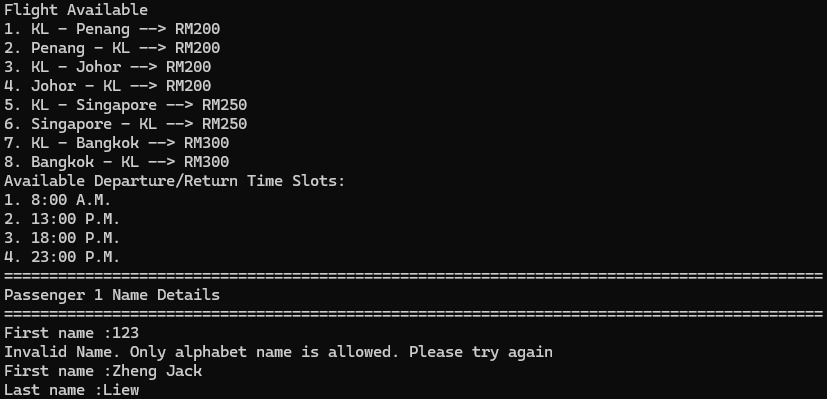 Flight Available
1. KL - Penang --> RM200
2. Penang - KL --> RM200
3. KL - Johor --> RM200
4. Johor - KL --> RM200
5. KL - Singapore --> RM250
6. Singapore - KL --> RM250
7. KL - Bangkok --> RM300
8. Bangkok - KL --> RM300
Available Departure/Return Time Slots:
1. 8:00 A.M.
2. 13:00 P.M.
3. 18:00 P.M.
4. 23:00 P.M.
===========================================================================================
Passenger 1 Name Details
===========================================================================================
First name :123
Invalid Name. Only alphabet name is allowed. Please try again
First name :Zheng Jack
Last name :Liew